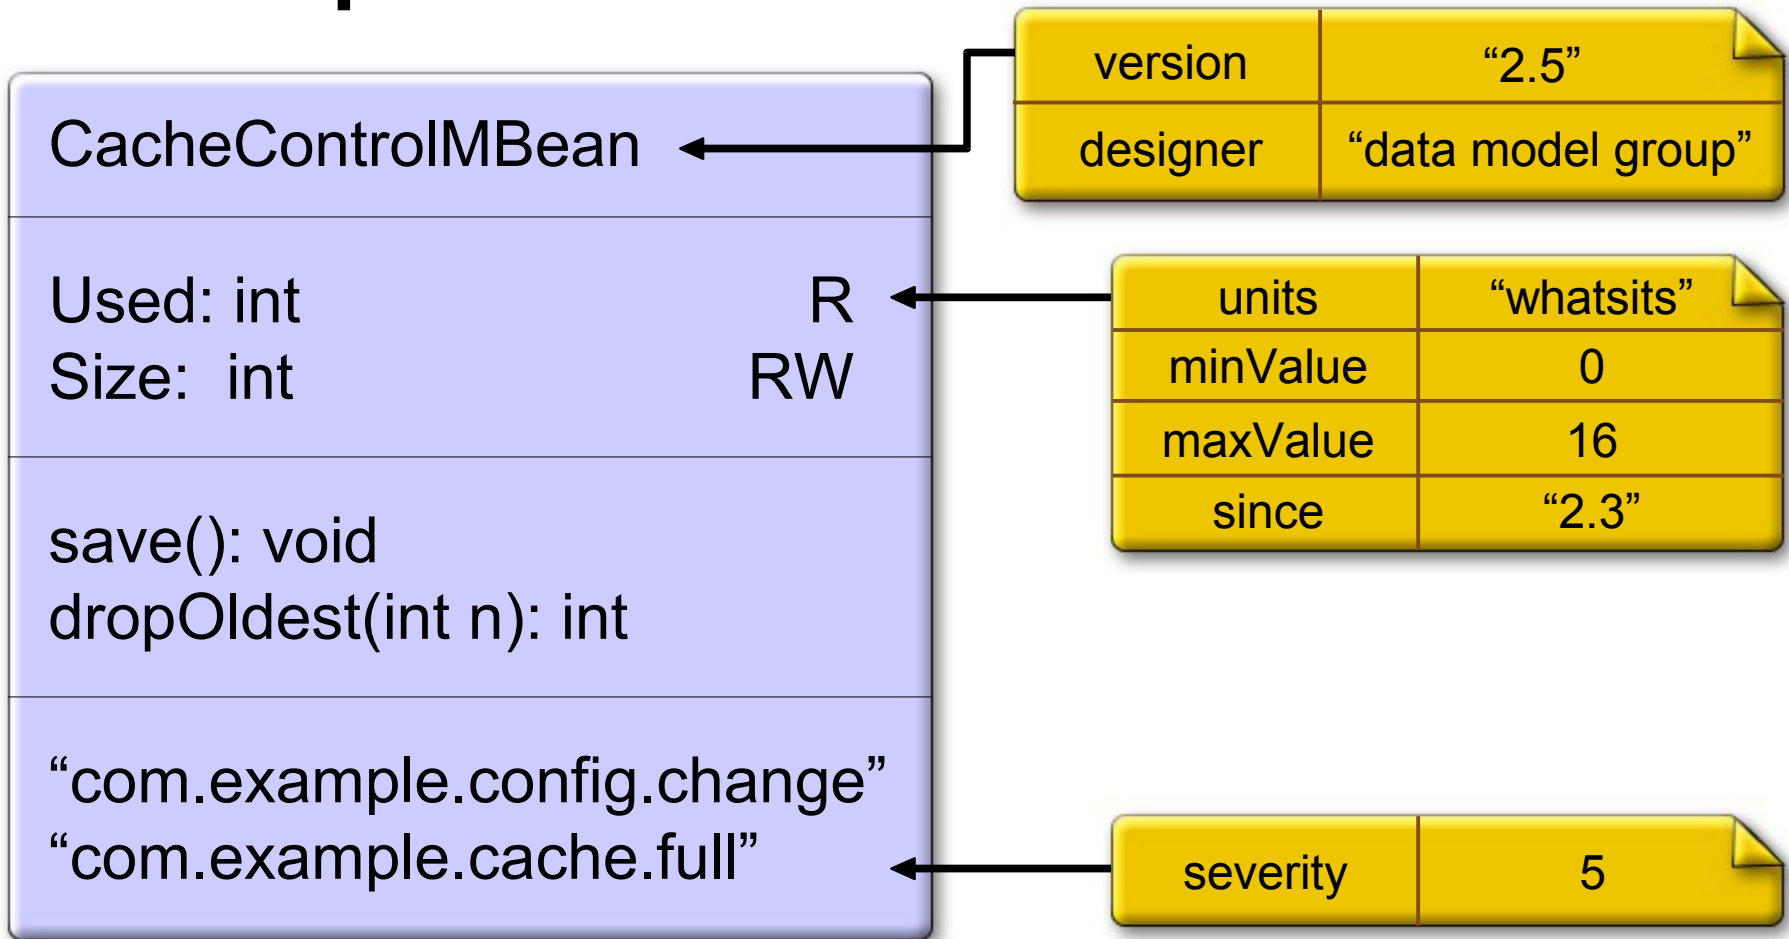 CacheControlMBean
Used: int R
Size: int RW
save(): void
dropOldest(int n): int
“com.example.config.change”
“com.example.cache.full”
version “2.5”
designer “data model group”
units “whatsits”
minValue 0
maxValue 16
since “2.3”
severity 5